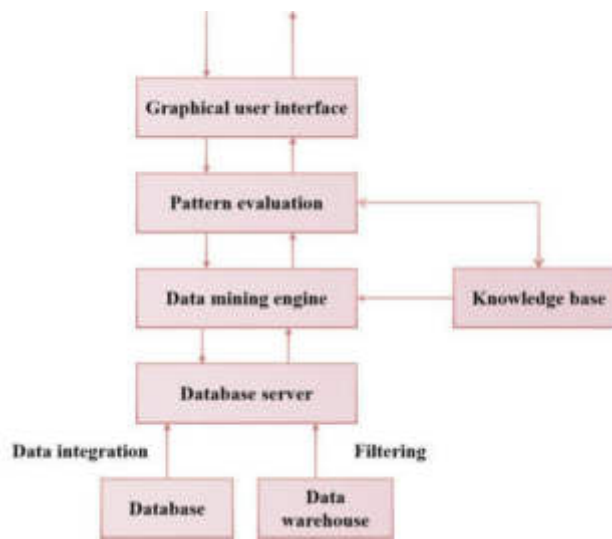 Graphical user interface
Pattern evaluation
Data mining engine
Knowledge base
Database server
Data integration
Filtering
Database
Data
warehouse